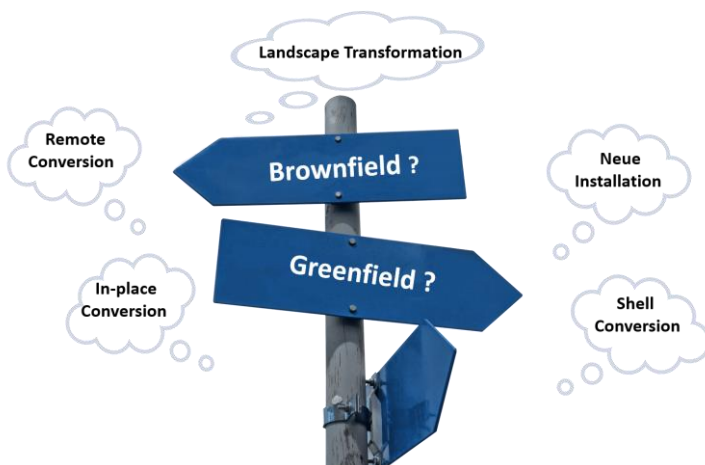 Landscape Transformation
Remote
Conversion
Brownfield ?
Neue
Installation
Greenfield ?
In-place
Conversion
Shell
Conversion